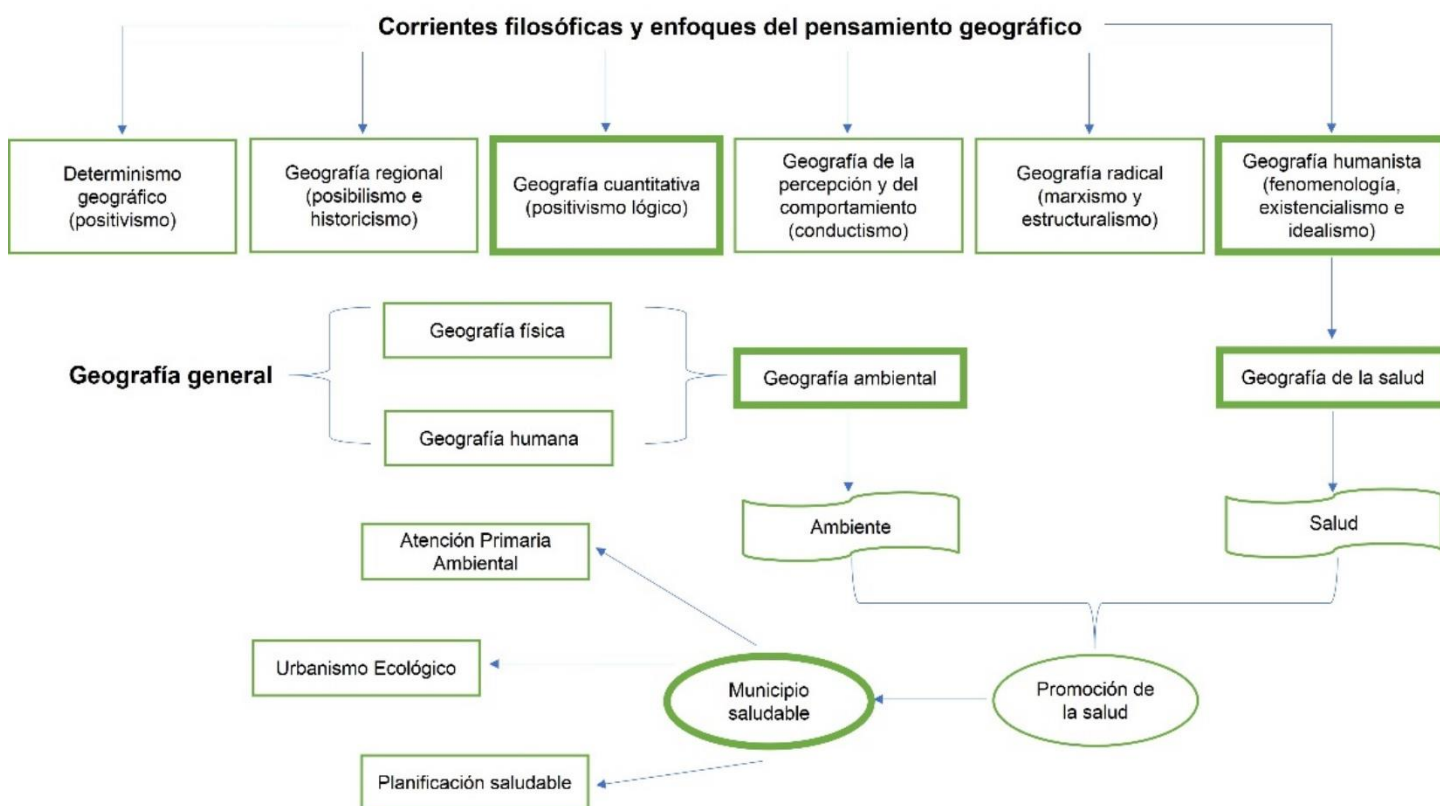 Corrientes filosóficas y enfoques del pensamiento geográfico
Determinismo
geográfico
(positivismo)
Geografía regional
(posibilismo e
historicismo)
Geografía cuantitativa
(positivismo lógico)
Geografía de la
percepción y del
comportamiento
(conductismo)
Geografía radical
(marxismo y
estructuralismo)
Geografía humanista
(fenomenología,
existencialismo e
idealismo)
Geografía general
Geografía física
Geografía humana
Geografía ambiental
Geografía de la salud
Ambiente
Salud
Atención Primaria
Ambiental
Urbanismo Ecológico
Planificación saludable
Municipio
saludable
Promoción de
la salud